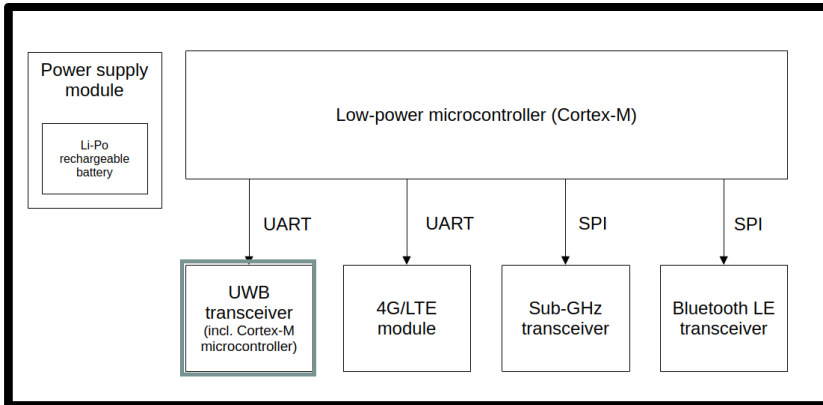 Power supply
module
Li-Po
rechargeable
battery
Low-power microcontroller (Cortex-M)
UART
UART
SPI
SPI
UWB
transceiver
(incl. Cortex-M
microcontroller)
4G/LTE
module
Sub-GHz
transceiver
Bluetooth LE
transceiver